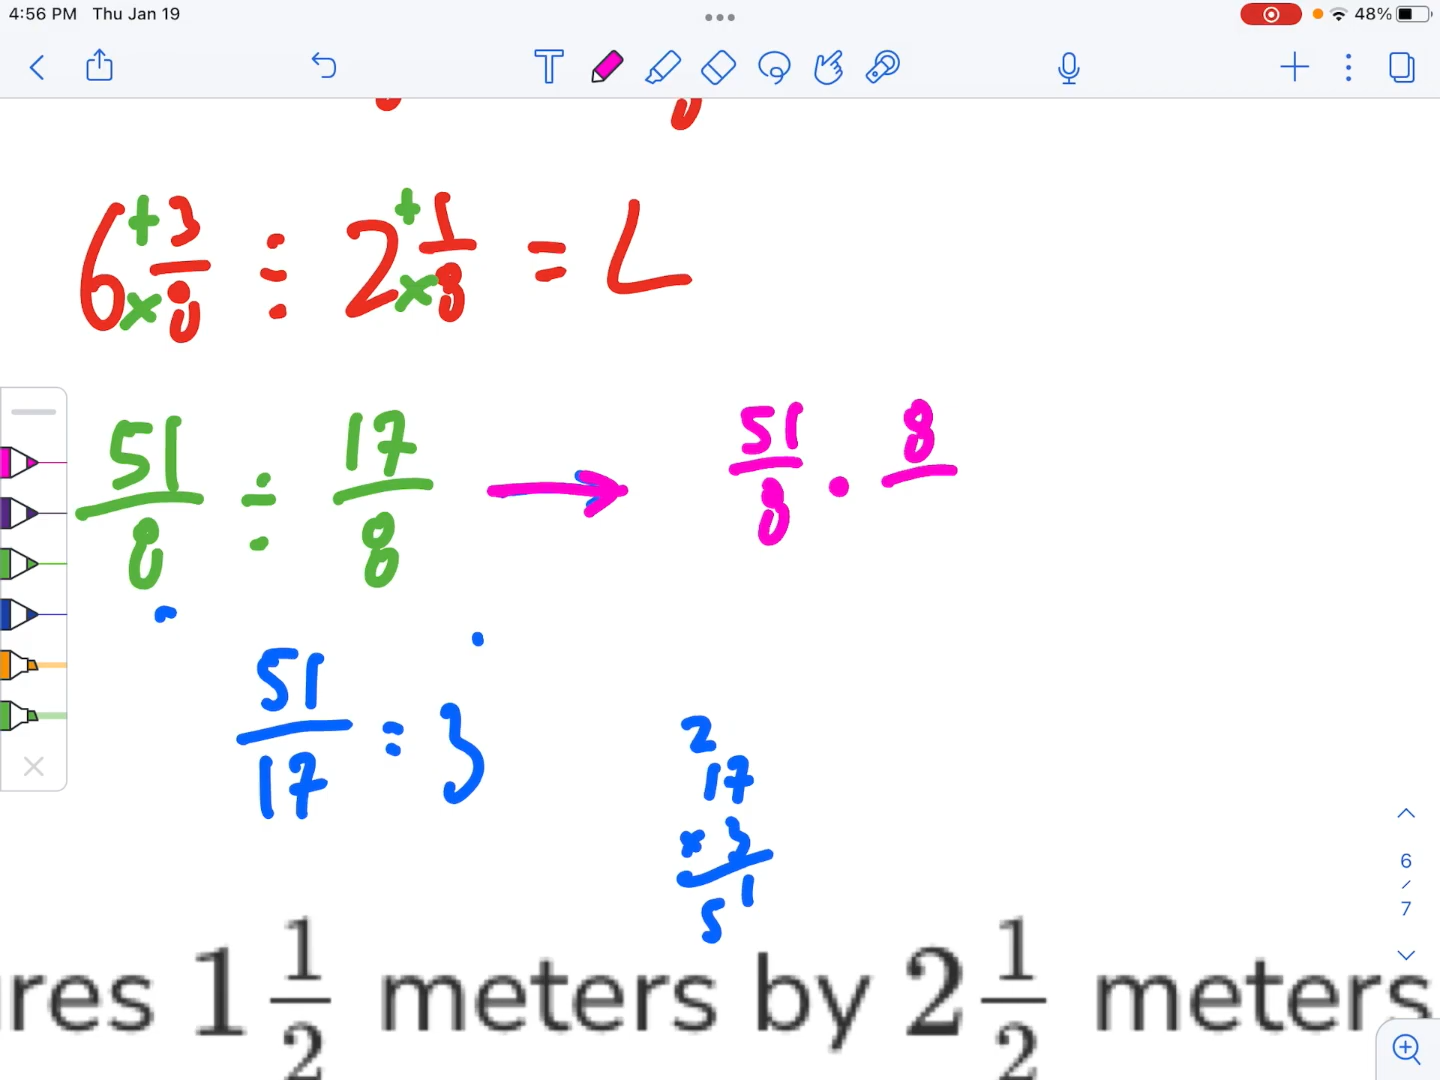 4:56 PM Thu Jan 19
48%
6 + 3/8 x ÷ 2 + 1/8 x = L
51/8 ÷ 17/8 → 51/8 · 8/
51/17 = 3
2
17
x 3
51
6
/
7
res 1 1/2 meters by 2 1/2 meters